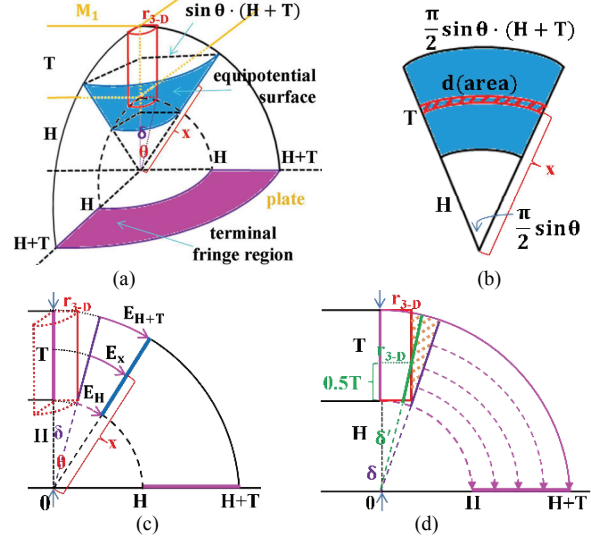 M₁
r₃₋D
sin θ · (H + T)
T
equipotential
surface
H
δ
θ
x
H
H+T
H
plate
H+T
terminal
fringe region
(a)
π/2 sin θ · (H + T)
d(area)
T
x
H
π/2 sin θ
(b)
r₃₋D
E_H+T
T
E_x
E_H
H
δ
x
θ
0
H
H+T
(c)
r₃₋D
T
r₃₋D
0.5T
H
δ'
δ
0
H
H+T
(d)